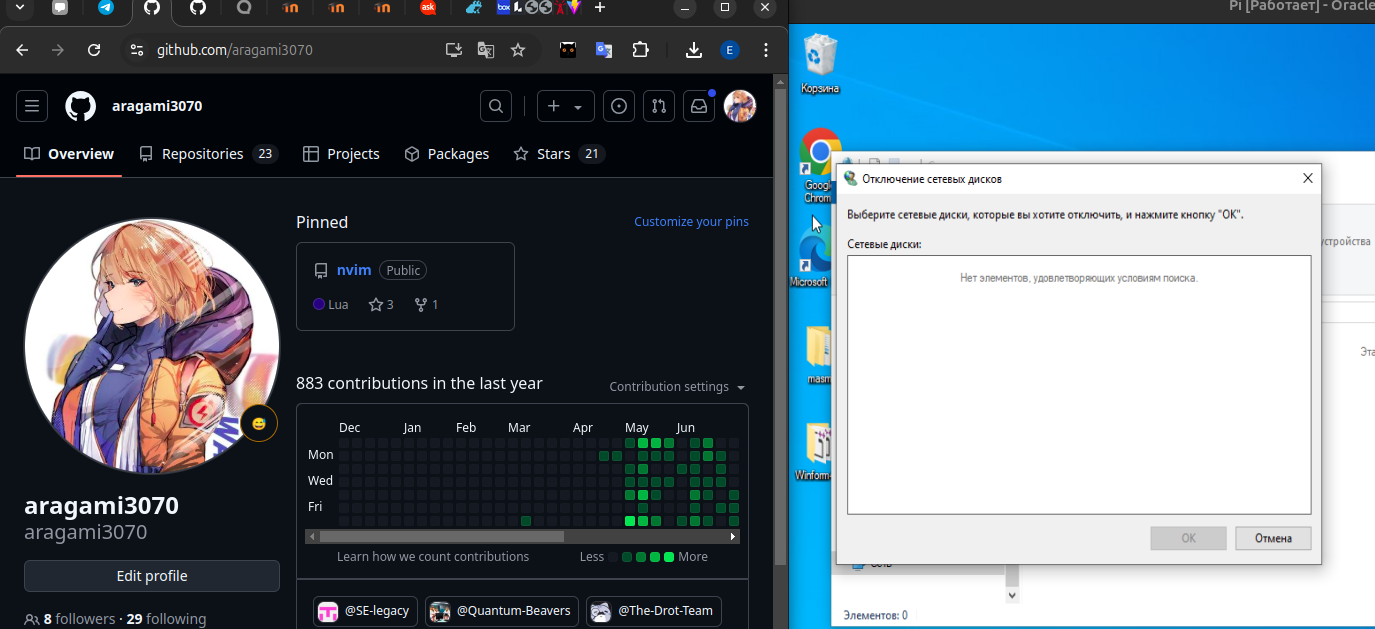 github.com/aragami3070
E
aragami3070
Overview
Repositories 23
Projects
Packages
Stars 21
Pinned
Customize your pins
nvim Public
Lua 3 1
883 contributions in the last year
Contribution settings
Dec Jan Feb Mar Apr May Jun
Mon
Wed
Fri
Learn how we count contributions
Less More
@SE-legacy
@Quantum-Beavers
@The-Drot-Team
aragami3070
aragami3070
Edit profile
8 followers · 29 following
ask
box
Pi [Работает] - Oracle
Корзина
Google
Chrom
Microsoft
masm
Winform-
Отключение сетевых дисков
Выберите сетевые диски, которые вы хотите отключить, и нажмите кнопку "ОК".
Сетевые диски:
Нет элементов, удовлетворяющих условиям поиска.
ОК
Отмена
устройства
Эта
Сеть
Элементов: 0